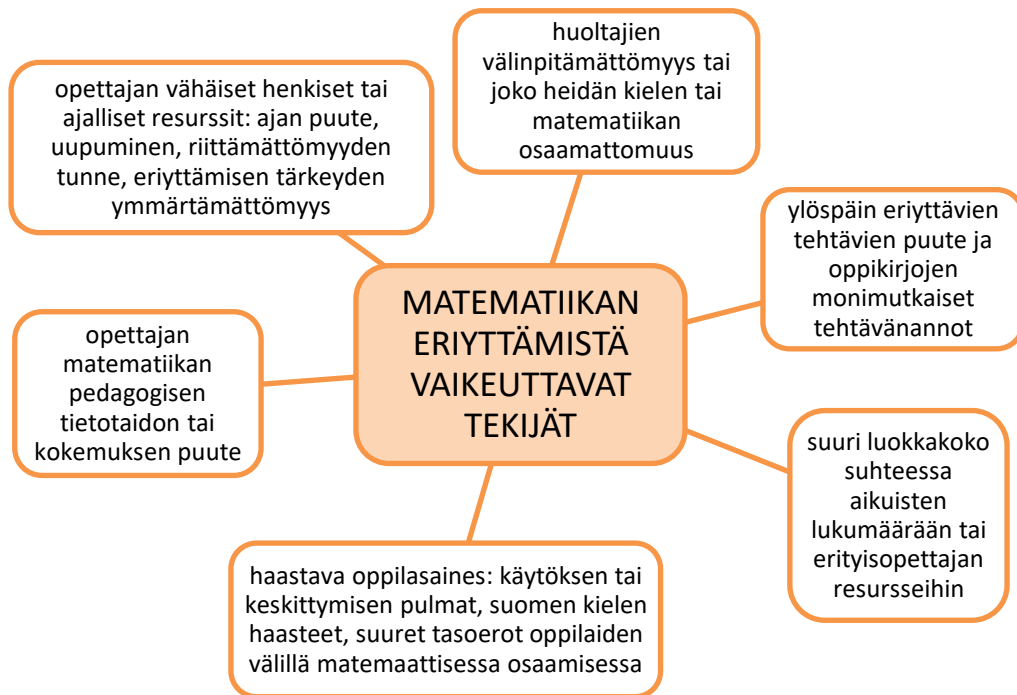 huoltajien
välinpitämättömyys tai
joko heidän kielen tai
matematiikan
osaamattomuus
opettajan vähäiset henkiset tai
ajalliset resurssit: ajan puute,
uupuminen, riittämättömyyden
tunne, eriyttämisen tärkeyden
ymmärtämättömyys
ylöspäin eriyttävien
tehtävien puute ja
oppikirjojen
monimutkaiset
tehtävänannot
MATEMATIIKAN
ERIYTTÄMISTÄ
VAIKEUTTAVAT
TEKIJÄT
opettajan
matematiikan
pedagogisen
tietotaidon tai
kokemuksen puute
suuri luokkakoko
suhteessa
aikuisten
lukumäärään tai
erityisopettajan
resursseihin
haastava oppilasaines: käytöksen tai
keskittymisen pulmat, suomen kielen
haasteet, suuret tasoerot oppilaiden
välillä matemaattisessa osaamisessa